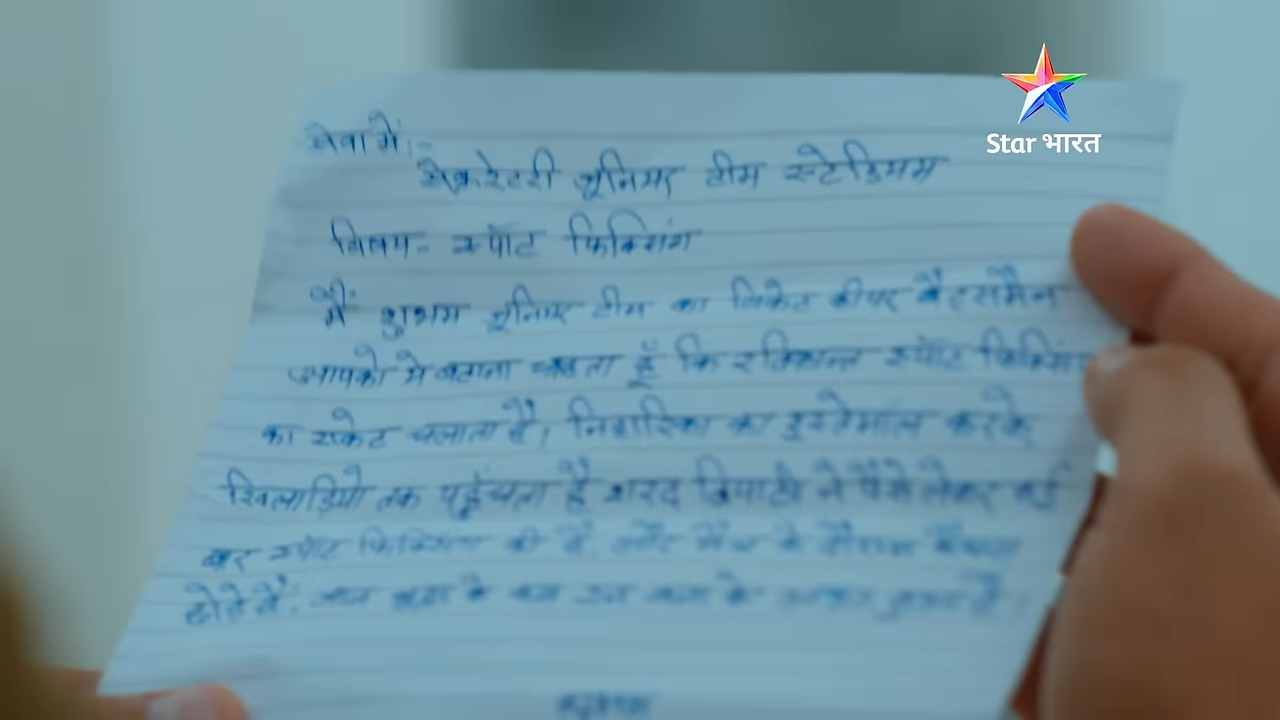 सेवा में:-
Star भारत
सेक्रेटरी जूनियर टीम स्टेडियम
विषय- स्पॉट फिक्सिंग
मैं शुभम जूनियर टीम का विकेट कीपर बैटसमैन
आपको ये बताना चाहता हूँ कि रविकान्त स्पॉट फिक्सिंग
का राकेट चलाता है। निहारिका का इस्तेमाल करके
खिलाडियो तक पहुंचता है शरद त्रिपाठी ने पैसे लेकर कई
बार स्पॉट फिक्सिंग की है। और मैच के दौरान कैच
छोड़े हैं।